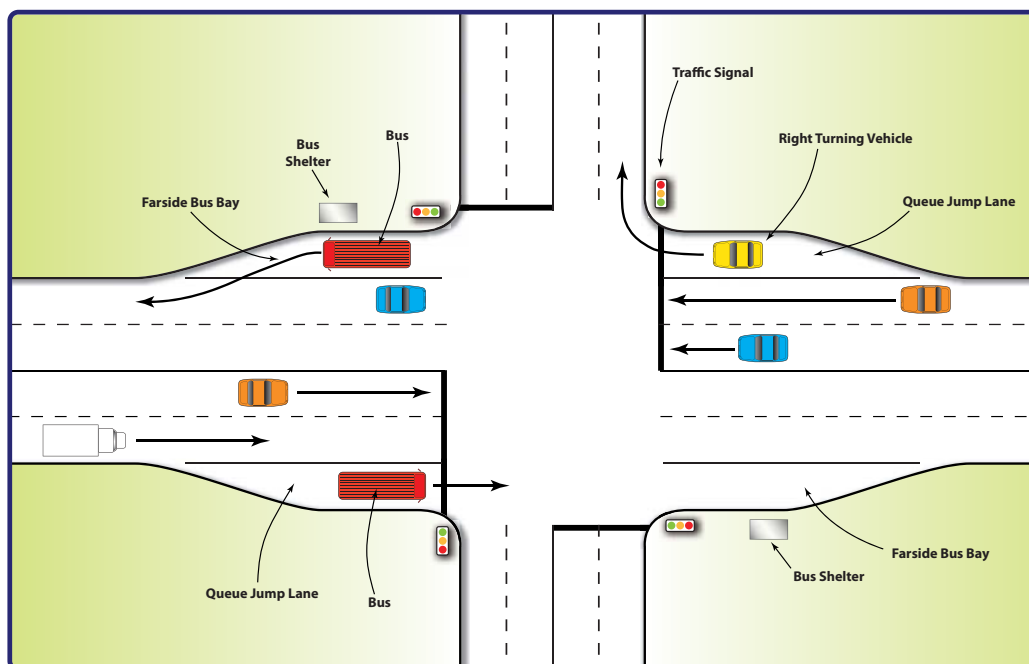 Traffic Signal
Bus
Right Turning Vehicle
Bus
Shelter
Farside Bus Bay
Queue Jump Lane
Farside Bus Bay
Bus Shelter
Queue Jump Lane
Bus